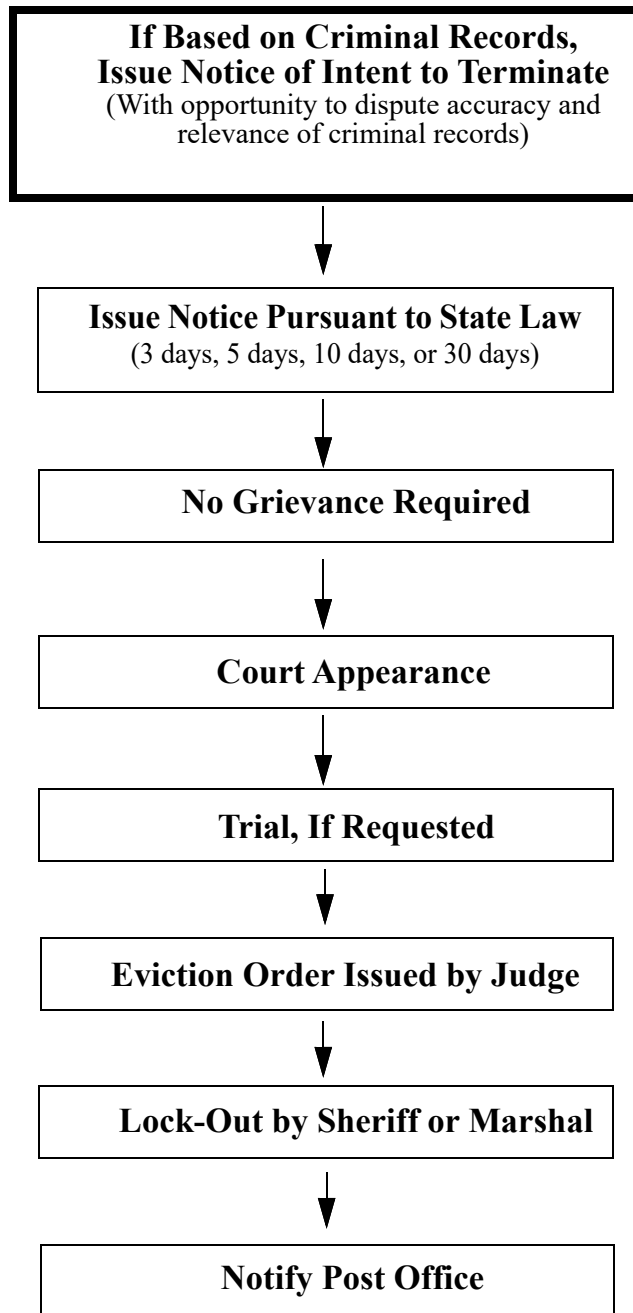 If Based on Criminal Records,
Issue Notice of Intent to Terminate
(With opportunity to dispute accuracy and
relevance of criminal records)
Issue Notice Pursuant to State Law
(3 days, 5 days, 10 days, or 30 days)
No Grievance Required
Court Appearance
Trial, If Requested
Eviction Order Issued by Judge
Lock-Out by Sheriff or Marshal
Notify Post Office